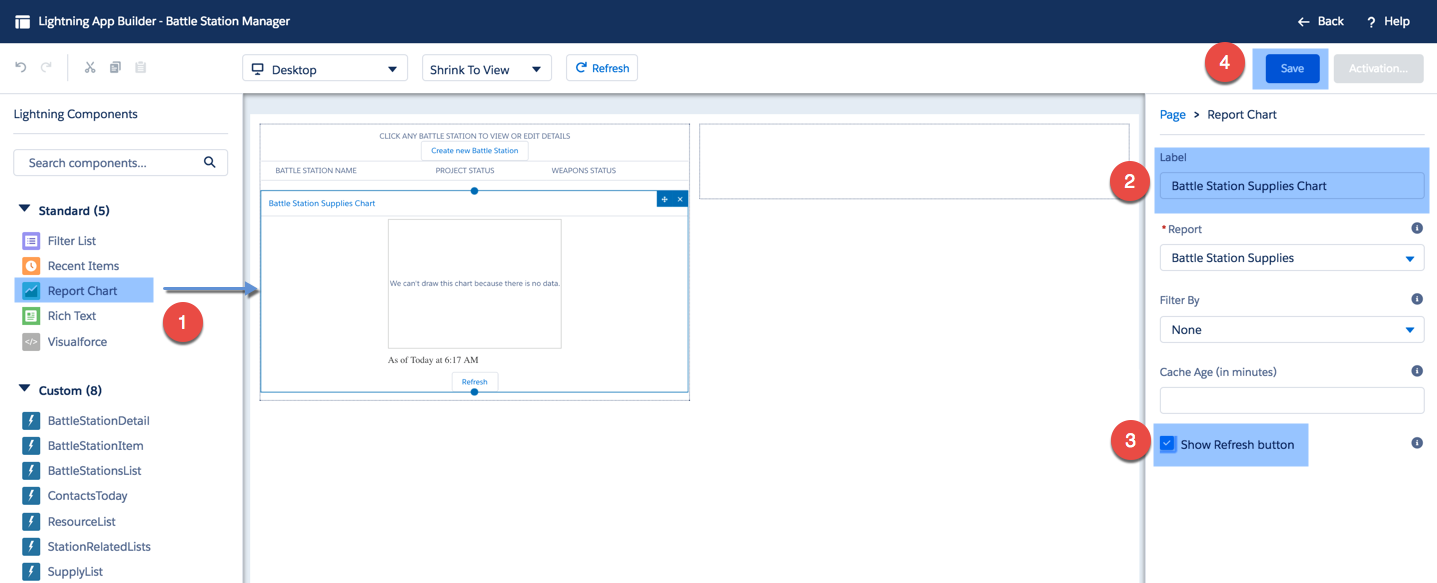 Lightning App Builder - Battle Station Manager
Back
? Help
Desktop
Shrink To View
Refresh
4
Save
Activation...
Lightning Components
Search components...
Standard (5)
Filter List
Recent Items
Report Chart
Rich Text
Visualforce
1
Custom (8)
BattleStationDetail
BattleStationItem
BattleStationsList
ContactsToday
ResourceList
StationRelatedLists
SupplyList
CLICK ANY BATTLE STATION TO VIEW OR EDIT DETAILS
Create new Battle Station
BATTLE STATION NAME PROJECT STATUS WEAPONS STATUS
Battle Station Supplies Chart
We can't draw this chart because there is no data.
As of Today at 6:17 AM
Refresh
Page > Report Chart
2
Label
Battle Station Supplies Chart
* Report
Battle Station Supplies
Filter By
None
Cache Age (in minutes)
3
Show Refresh button